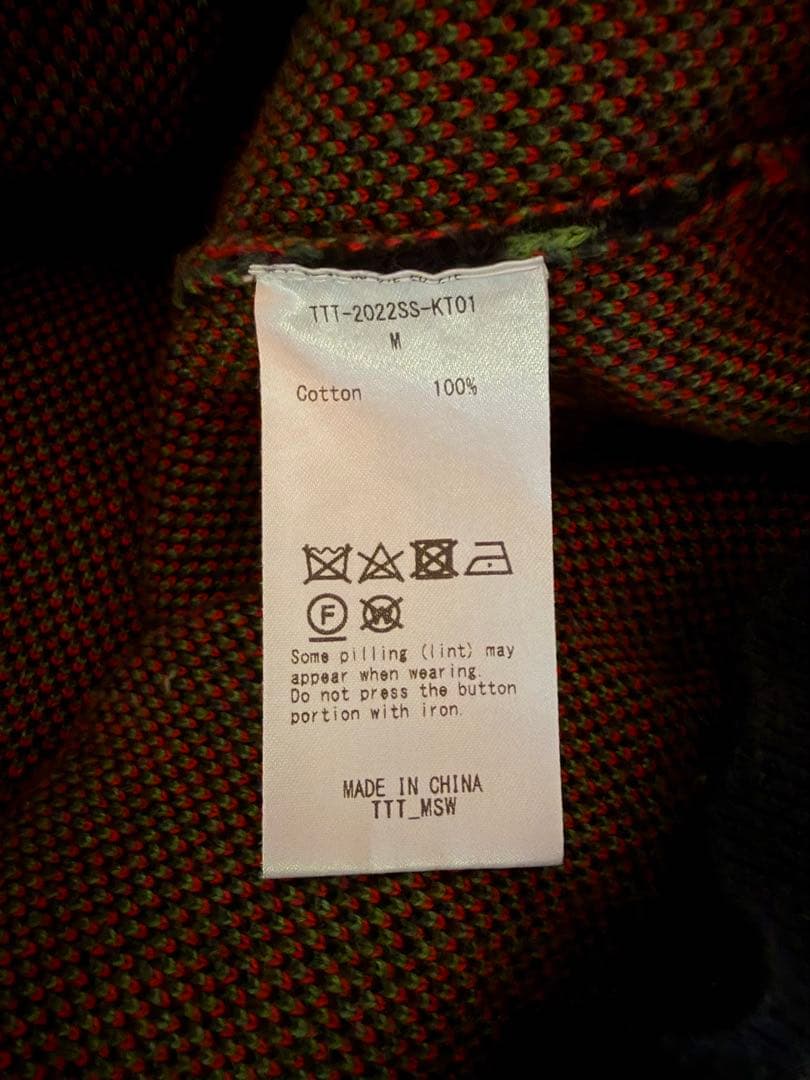 TTT-2022SS-KT01
M
Cotton 100%
F
W
Some pilling (lint) may
appear when wearing.
Do not press the button
portion with iron.
MADE IN CHINA
TTT_MSW